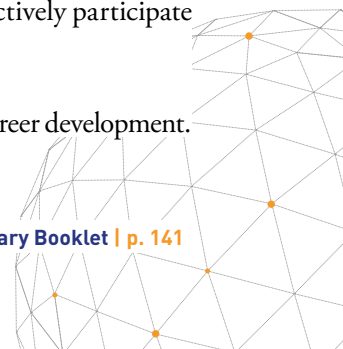 ctively participate
reer development.
ary Booklet | p. 141